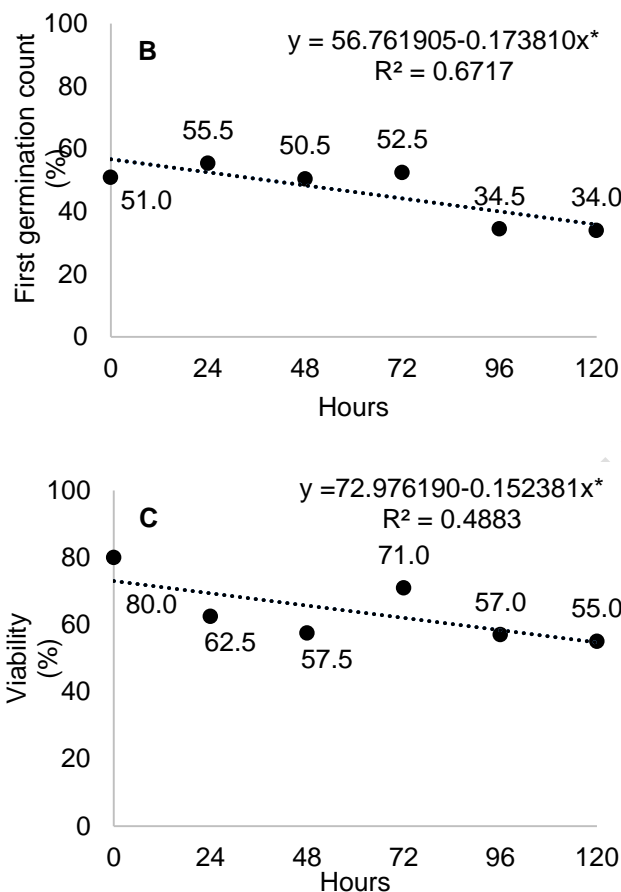 100
B
y = 56.761905-0.173810x*
R² = 0.6717
80
First germination count
(%)
60
55.5
50.5
52.5
51.0
40
34.5
34.0
20
0
0 24 48 72 96 120
Hours
100
C
y =72.976190-0.152381x*
R² = 0.4883
80
71.0
Viability
(%)
80.0
57.0
55.0
60
62.5
57.5
40
20
0
0 24 48 72 96 120
Hours